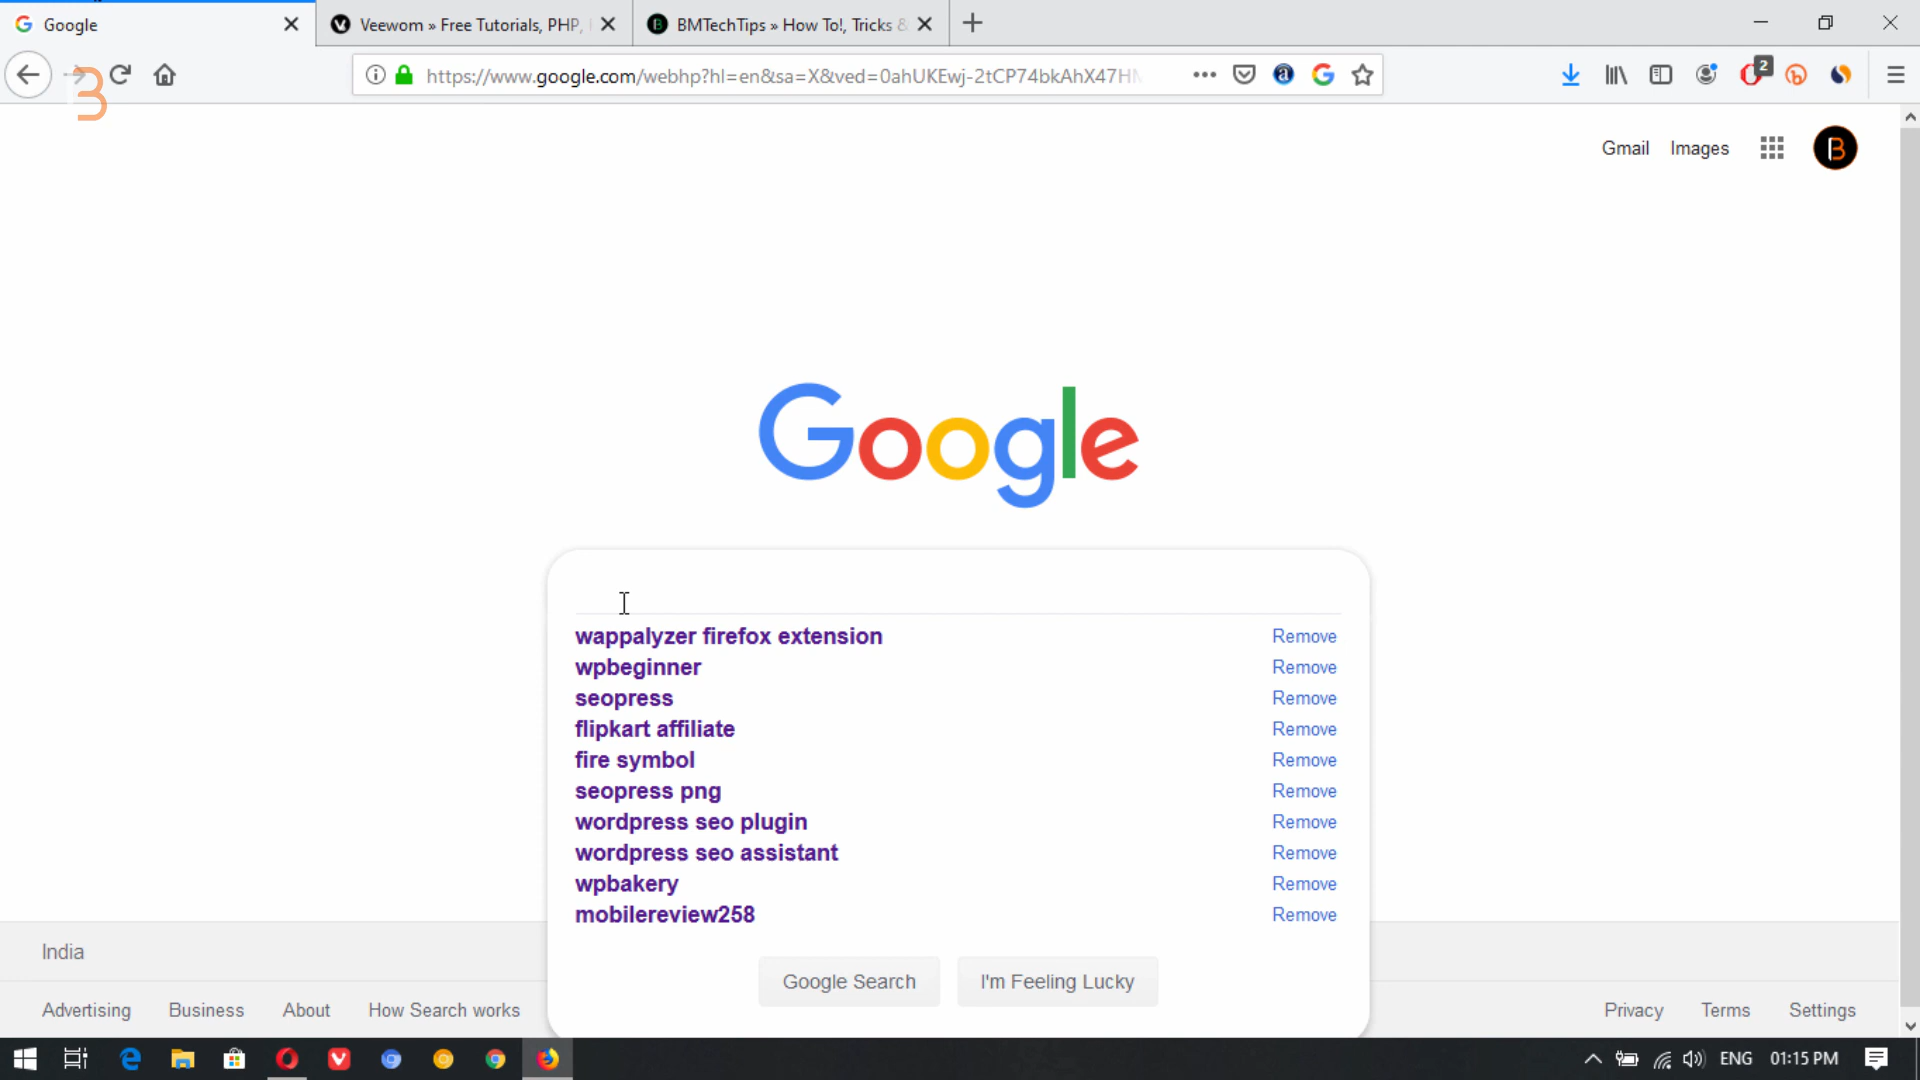 Google
Veewom » Free Tutorials, PHP,
BMTechTips » How To!, Tricks &
https://www.google.com/webhp?hl=en&sa=X&ved=0ahUKEwj-2tCP74bkAhX47HM
2
Gmail Images
Google
wappalyzer firefox extension Remove
wpbeginner Remove
seopress Remove
flipkart affiliate Remove
fire symbol Remove
seopress png Remove
wordpress seo plugin Remove
wordpress seo assistant Remove
wpbakery Remove
mobilereview258 Remove
Google Search I'm Feeling Lucky
India
Advertising Business About How Search works Privacy Terms Settings
ENG 01:15 PM